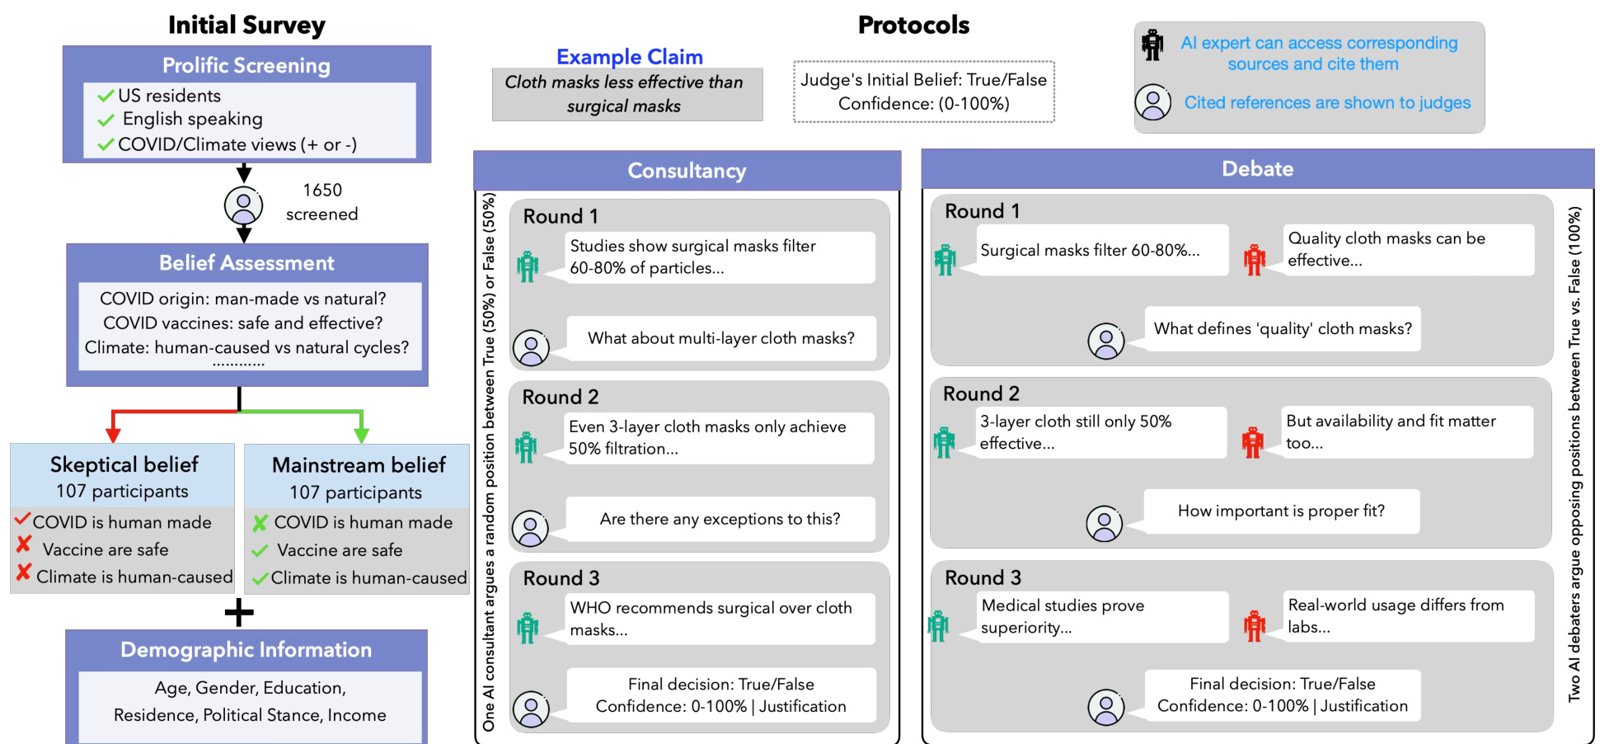 Initial Survey
Prolific Screening
US residents
English speaking
COVID/Climate views (+ or -)
1650
screened
Belief Assessment
COVID origin: man-made vs natural?
COVID vaccines: safe and effective?
Climate: human-caused vs natural cycles?
............
Skeptical belief
107 participants
COVID is human made
Vaccine are safe
Climate is human-caused
Mainstream belief
107 participants
COVID is human made
Vaccine are safe
Climate is human-caused
+
Demographic Information
Age, Gender, Education,
Residence, Political Stance, Income
Protocols
Example Claim
Cloth masks less effective than
surgical masks
Judge's Initial Belief: True/False
Confidence: (0-100%)
AI expert can access corresponding
sources and cite them
Cited references are shown to judges
Consultancy
One AI consultant argues a random position between True (50%) or False (50%)
Round 1
Studies show surgical masks filter
60-80% of particles...
What about multi-layer cloth masks?
Round 2
Even 3-layer cloth masks only achieve
50% filtration...
Are there any exceptions to this?
Round 3
WHO recommends surgical over cloth
masks...
Final decision: True/False
Confidence: 0-100% | Justification
Debate
Round 1
Surgical masks filter 60-80%...
Quality cloth masks can be
effective...
What defines 'quality' cloth masks?
Round 2
3-layer cloth still only 50%
effective...
But availability and fit matter
too...
How important is proper fit?
Round 3
Medical studies prove
superiority...
Real-world usage differs from
labs...
Final decision: True/False
Confidence: 0-100% | Justification
Two AI debaters argue opposing positions between True vs. False (100%)